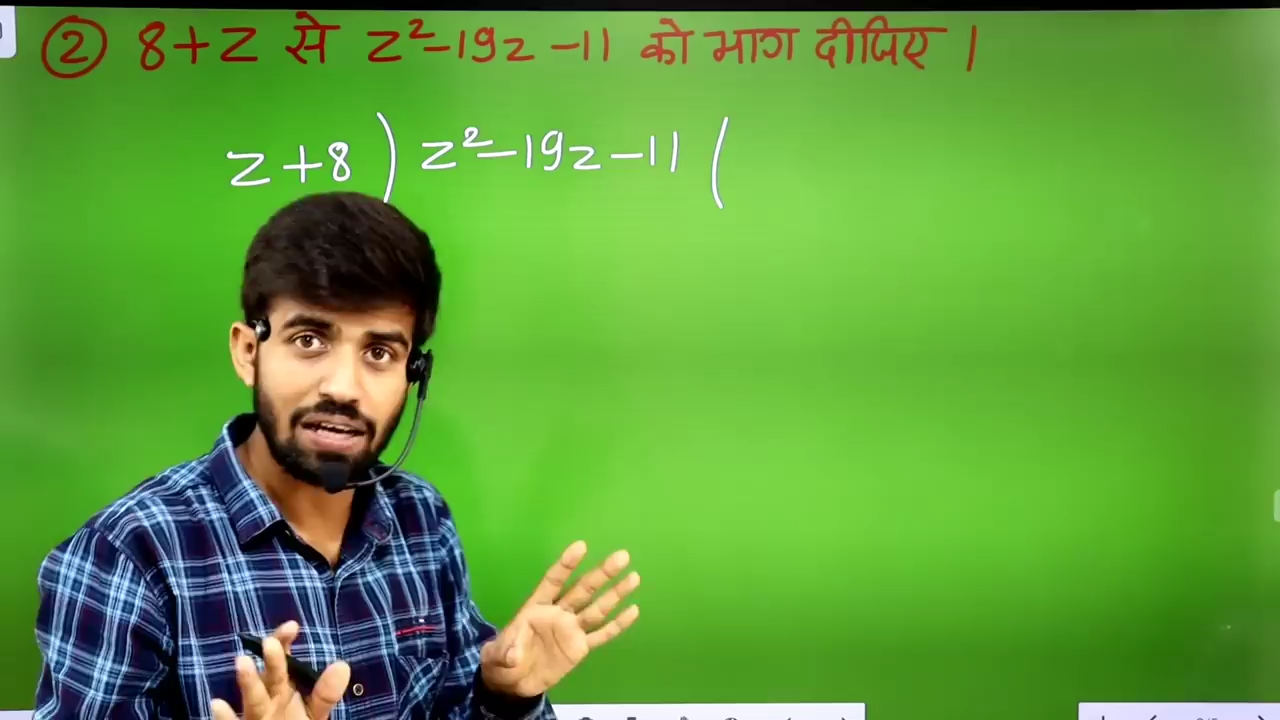 ② 8+z से z²-19z-11 को भाग दीजिए ।
z+8 ) z²-19z-11 (